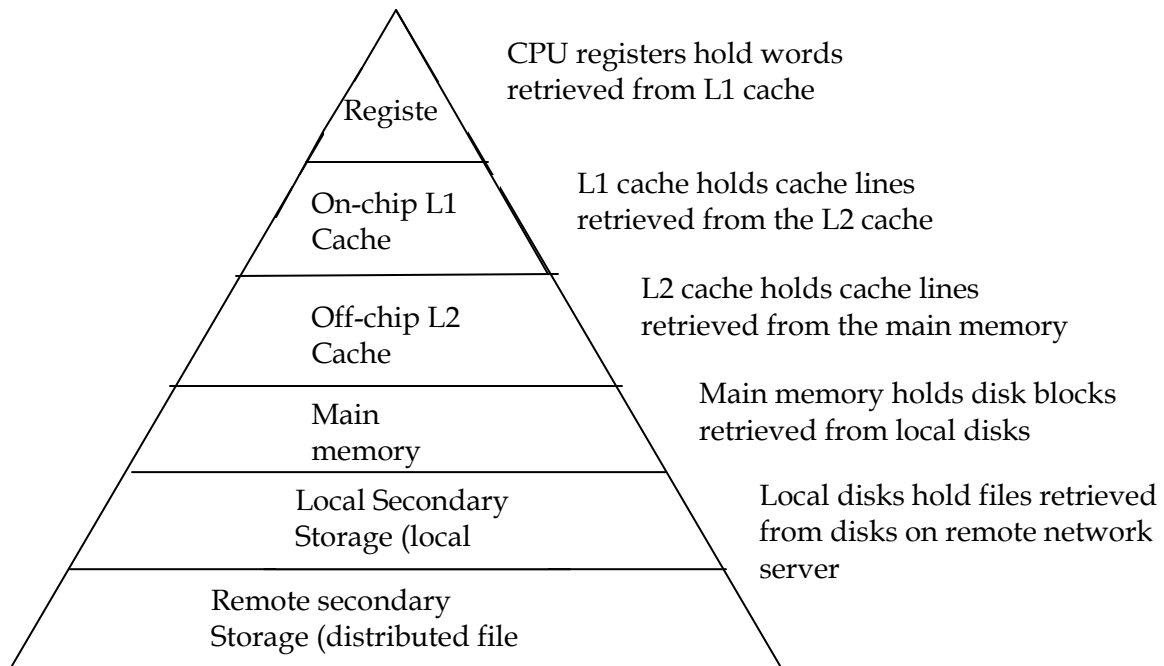 CPU registers hold words
retrieved from L1 cache
Registe
L1 cache holds cache lines
retrieved from the L2 cache
On-chip L1
Cache
L2 cache holds cache lines
retrieved from the main memory
Off-chip L2
Cache
Main memory holds disk blocks
retrieved from local disks
Main
memory
Local disks hold files retrieved
from disks on remote network
server
Local Secondary
Storage (local
Remote secondary
Storage (distributed file